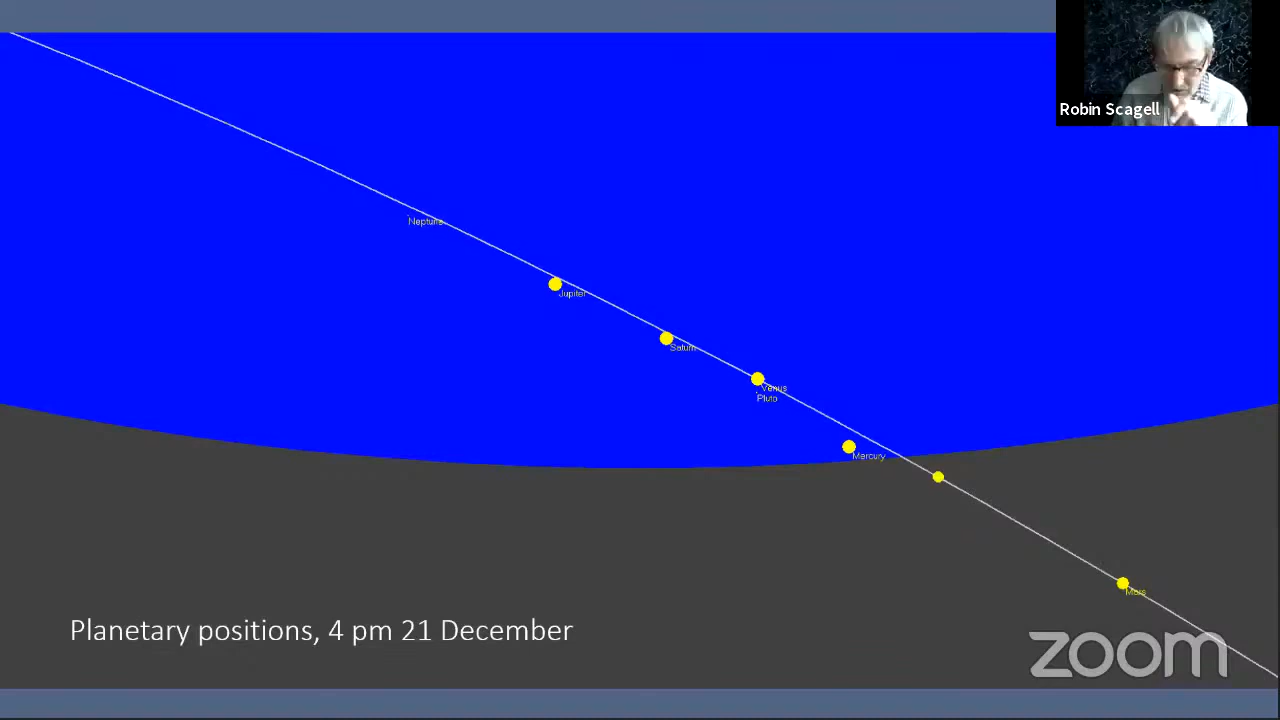 Robin Scagell
Neptune
Jupiter
Saturn
Venus
Pluto
Mercury
Mars
Planetary positions, 4 pm 21 December
zoom